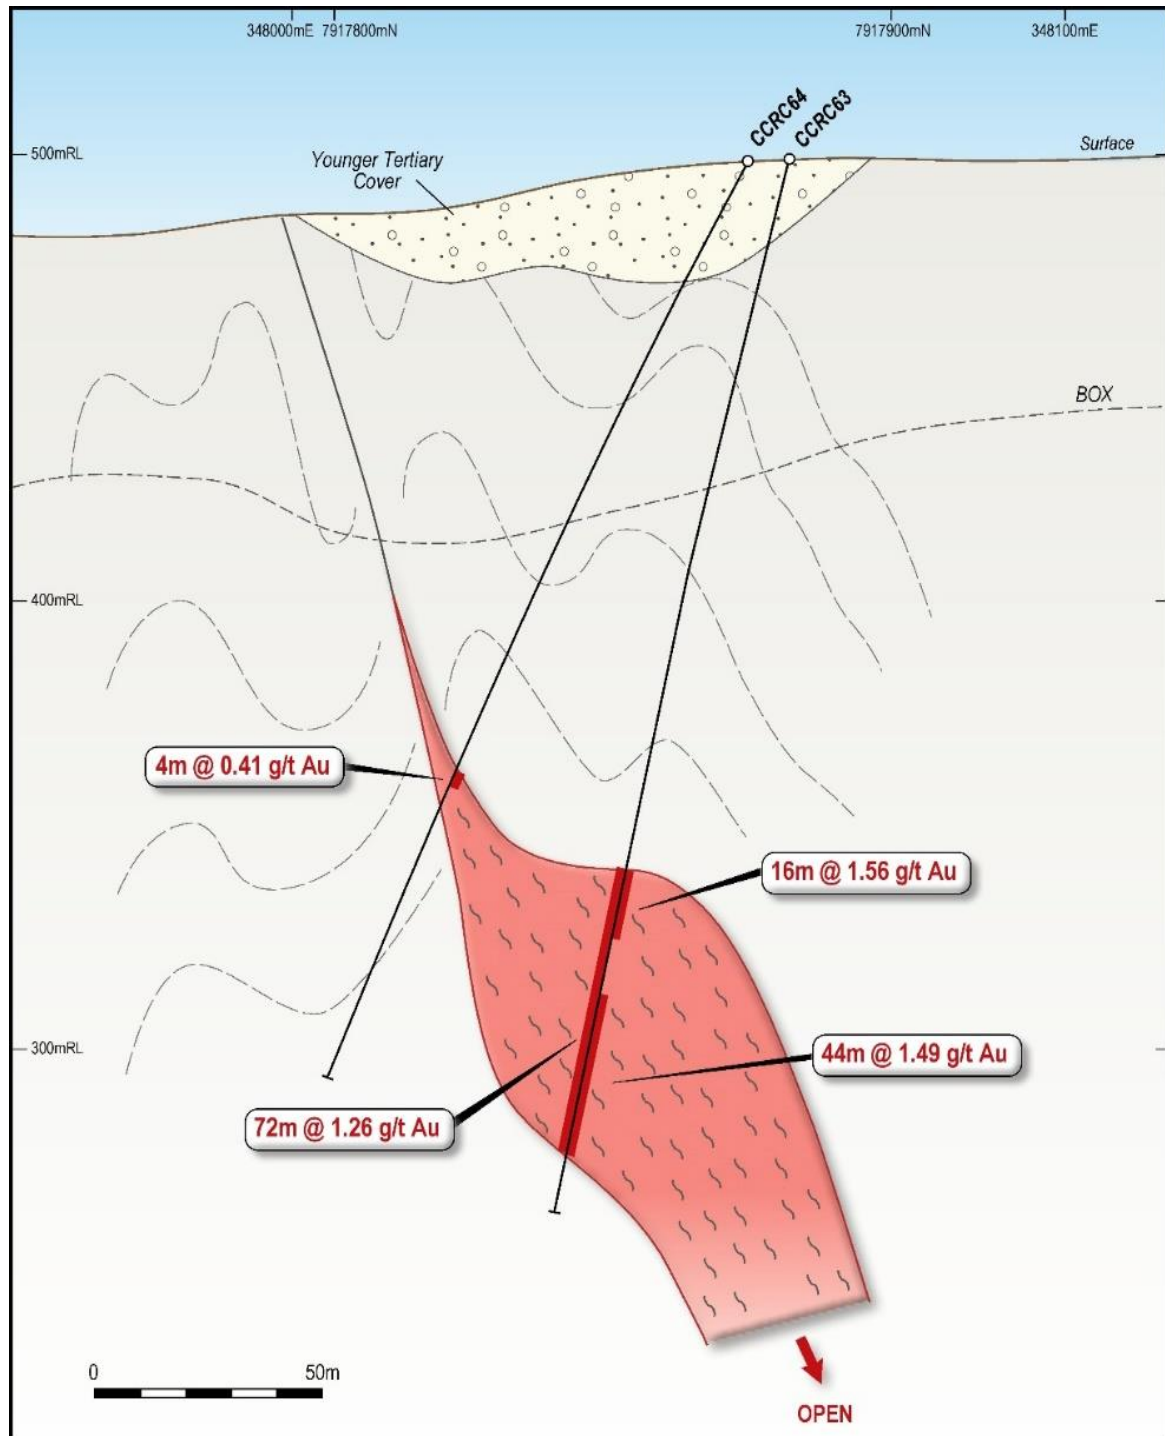 348000mE 7917800mN 7917900mN 348100mE
CCRC64
CCRC63
500mRL
Surface
Younger Tertiary
Cover
BOX
400mRL
4m @ 0.41 g/t Au
16m @ 1.56 g/t Au
300mRL
44m @ 1.49 g/t Au
72m @ 1.26 g/t Au
0 50m
OPEN